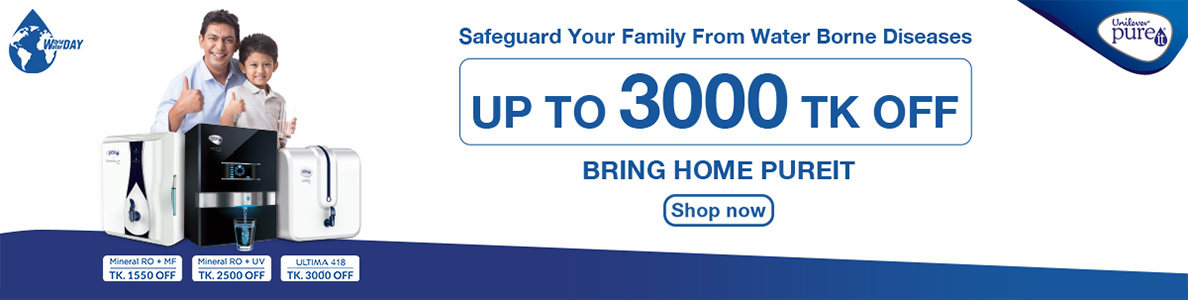 World
Water DAY
Safeguard Your Family From Water Borne Diseases
UP TO 3000 TK OFF
BRING HOME PUREIT
Shop now
Unilever
pureit
Mineral RO + MF
TK. 1550 OFF
Mineral RO + UV
TK. 2500 OFF
ULTIMA 418
TK. 3000 OFF